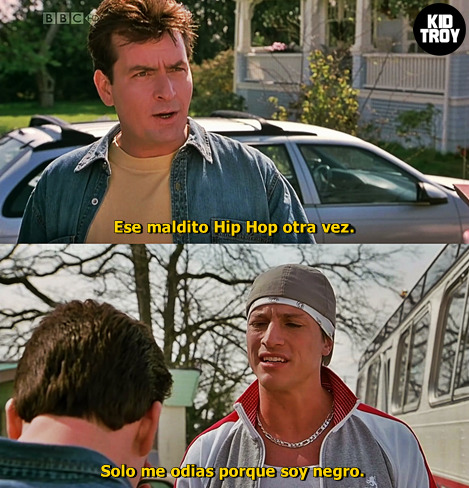 BBC
KID
TROY
Ese maldito Hip Hop otra vez.
Solo me odias porque soy negro.